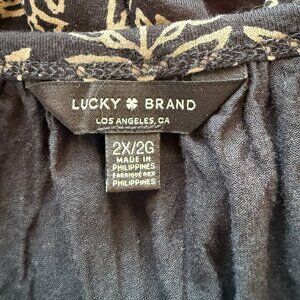 LUCKY BRAND
LOS ANGELES, CA
2X/2G
MADE IN
PHILIPPINES
FABRIQUÉ AUX
PHILIPPINES